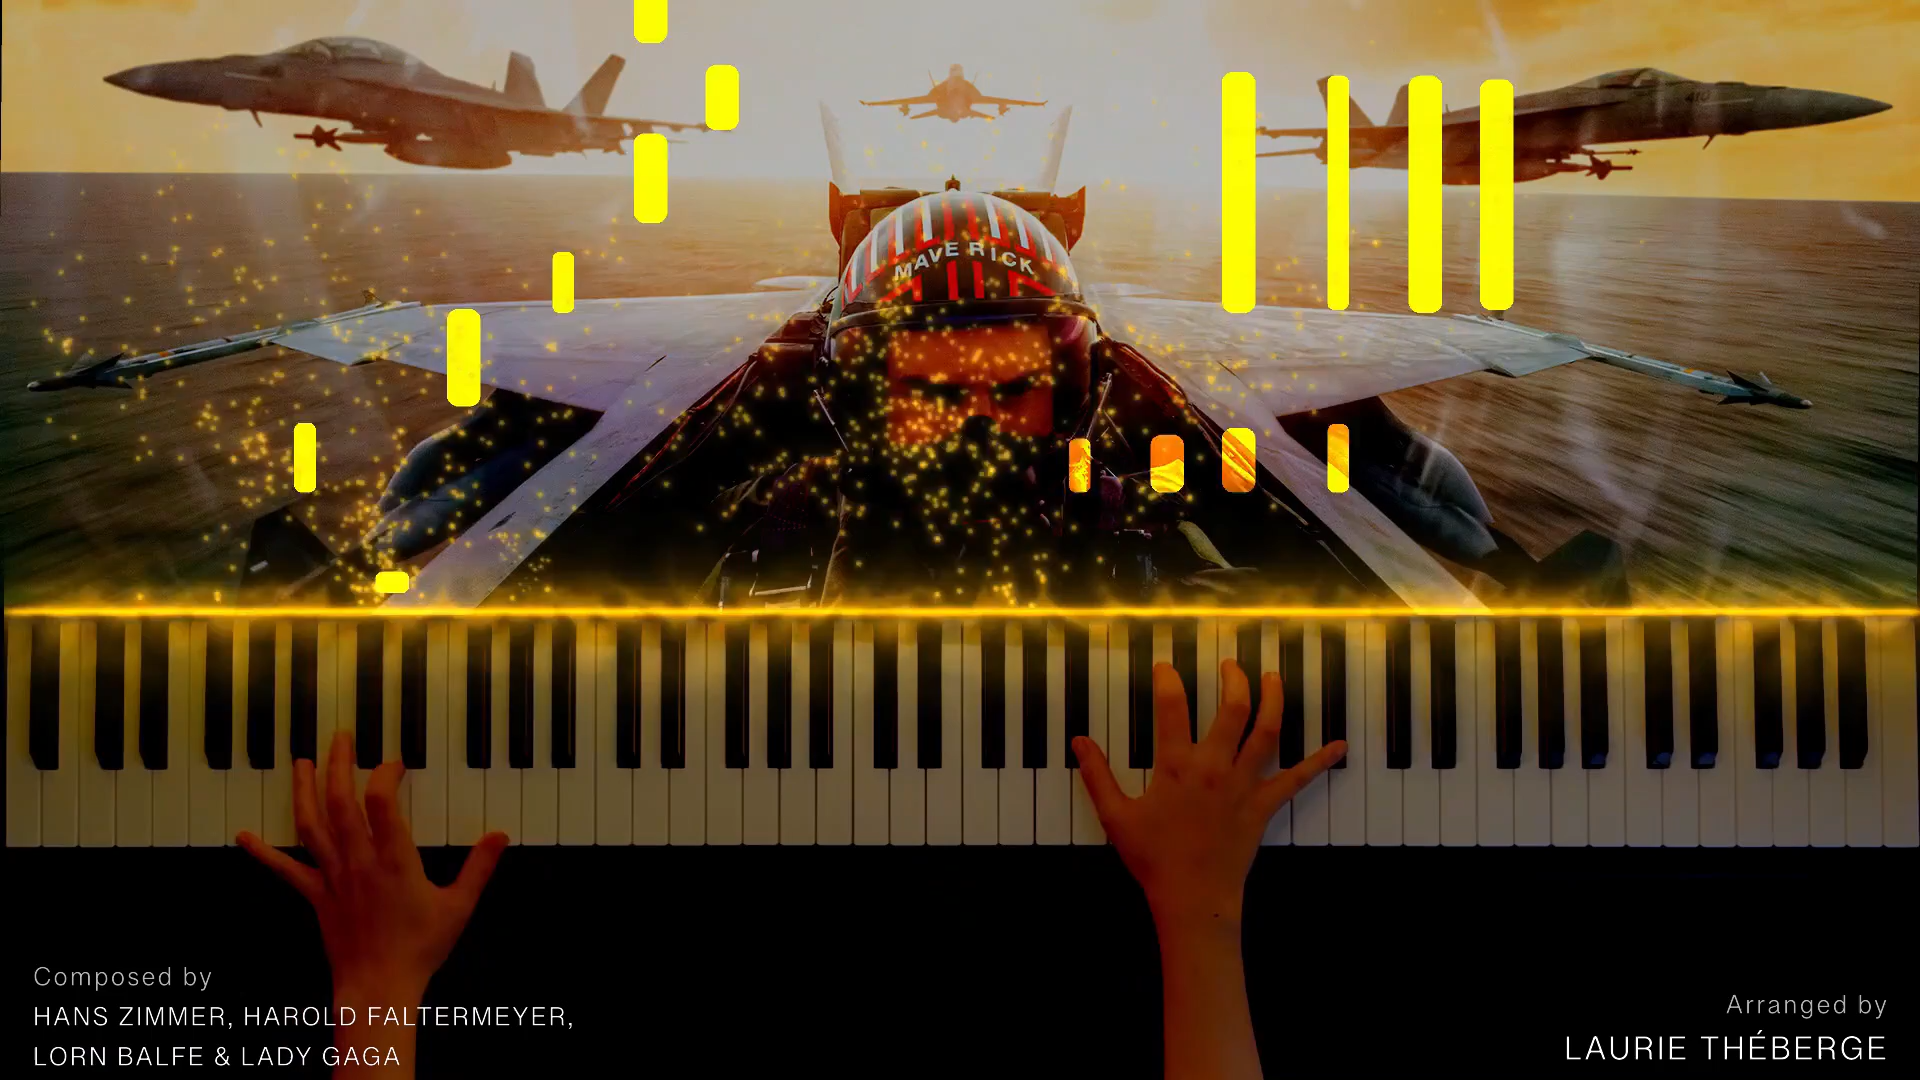 MAVERICK
Composed by
HANS ZIMMER, HAROLD FALTERMEYER,
LORN BALFE & LADY GAGA
Arranged by
LAURIE THÉBERGE